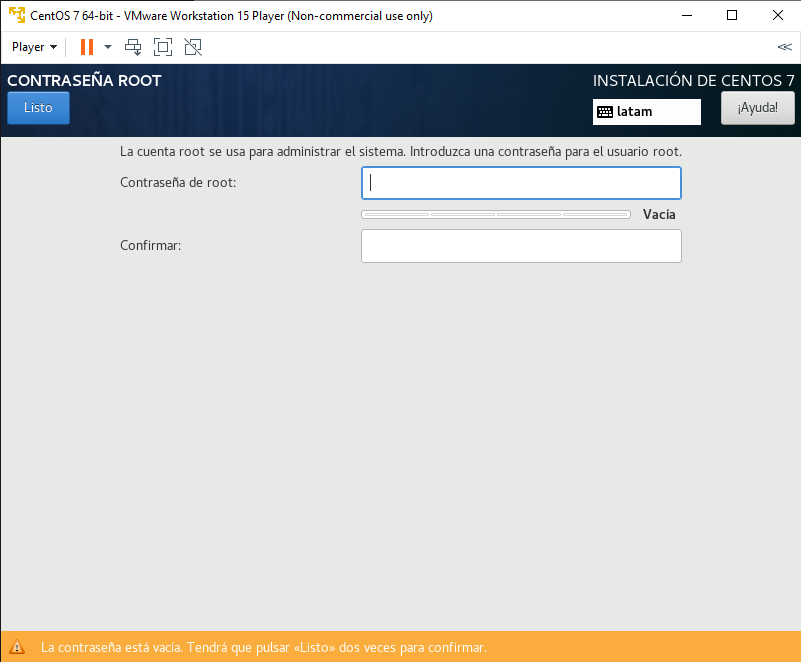 CentOS 7 64-bit - VMware Workstation 15 Player (Non-commercial use only)
Player
CONTRASEÑA ROOT
INSTALACIÓN DE CENTOS 7
Listo
latam
¡Ayuda!
La cuenta root se usa para administrar el sistema. Introduzca una contraseña para el usuario root.
Contraseña de root:
Vacía
Confirmar:
La contraseña está vacía. Tendrá que pulsar «Listo» dos veces para confirmar.